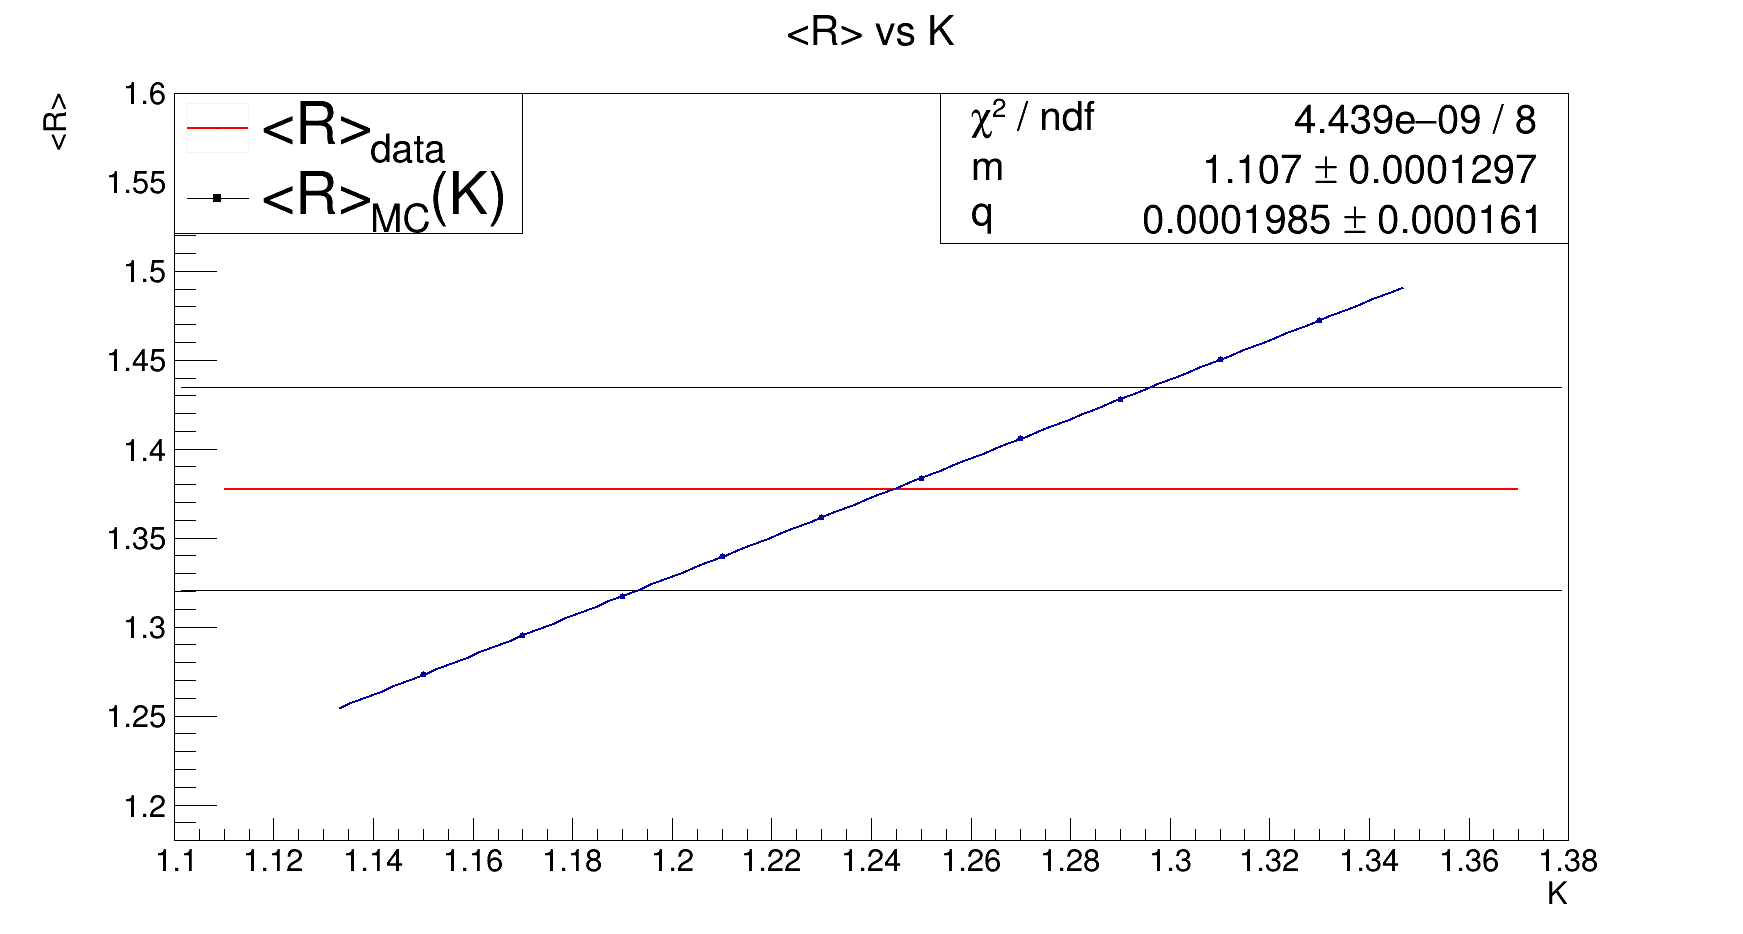 <R> vs K
<R>
<R>data
<R>MC(K)
χ2 / ndf 4.439e–09 / 8
m 1.107 ± 0.0001297
q 0.0001985 ± 0.000161
1.6
1.55
1.5
1.45
1.4
1.35
1.3
1.25
1.2
1.1 1.12 1.14 1.16 1.18 1.2 1.22 1.24 1.26 1.28 1.3 1.32 1.34 1.36 1.38
K